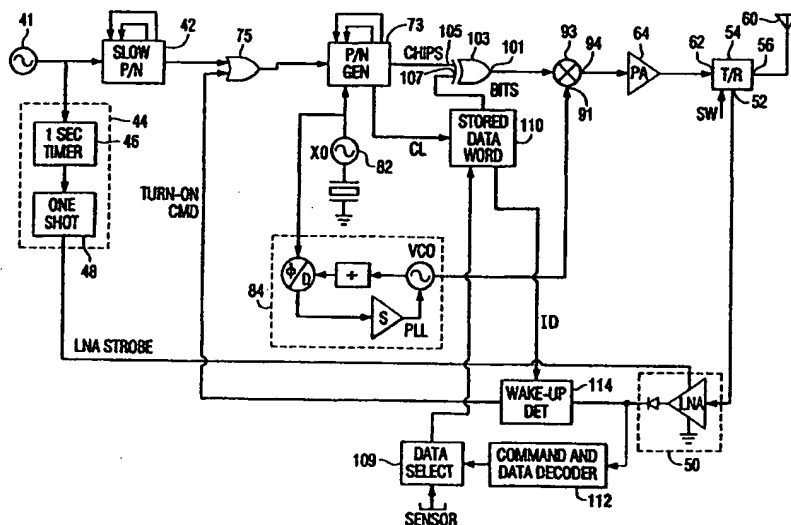 41
SLOW
P/N
42
75
P/N
GEN
73
CHIPS
105
107
103
101
BITS
93
94
91
64
PA
62
54
T/R
56
52
SW
60
44
1 SEC
TIMER
45
ONE
SHOT
48
TURN-ON
CMD
X0
82
CL
STORED
DATA
WORD
110
84
Φ/D
÷
VCO
S
PLL
ID
LNA STROBE
WAKE-UP
DET
114
LNA
50
109
DATA
SELECT
COMMAND AND
DATA DECODER
112
SENSOR